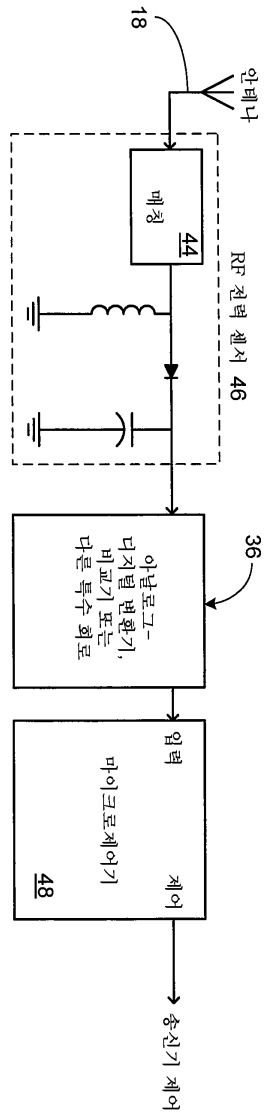 안테나
18
RF 전력 센서 46
매칭
44
36
아날로그-
디지털 변환기,
비교기 또는
다른 특수 회로
입력
제어
마이크로제어기
48
송신기 제어